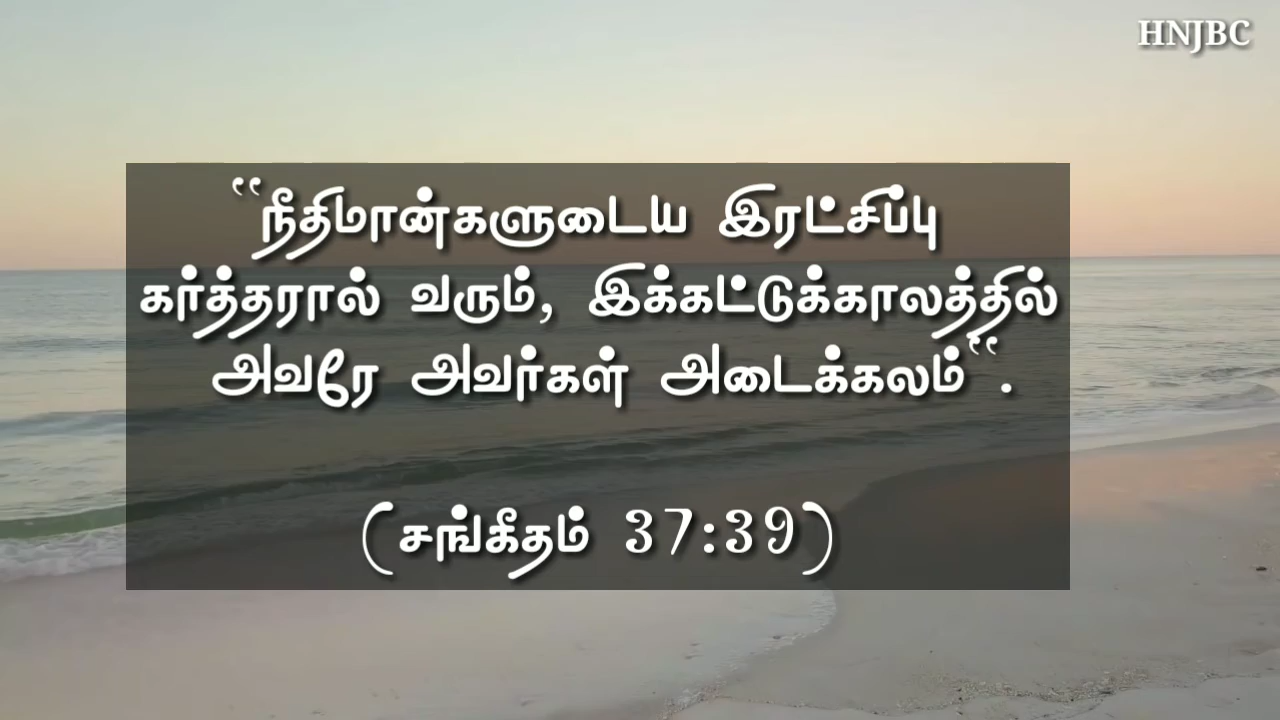 HNJBC
“நீதிமான்களுடைய இரட்சிப்பு
கர்த்தரால் வரும், இக்கட்டுக்காலத்தில்
அவரே அவர்கள் அடைக்கலம்“.
(சங்கீதம் 37:39)